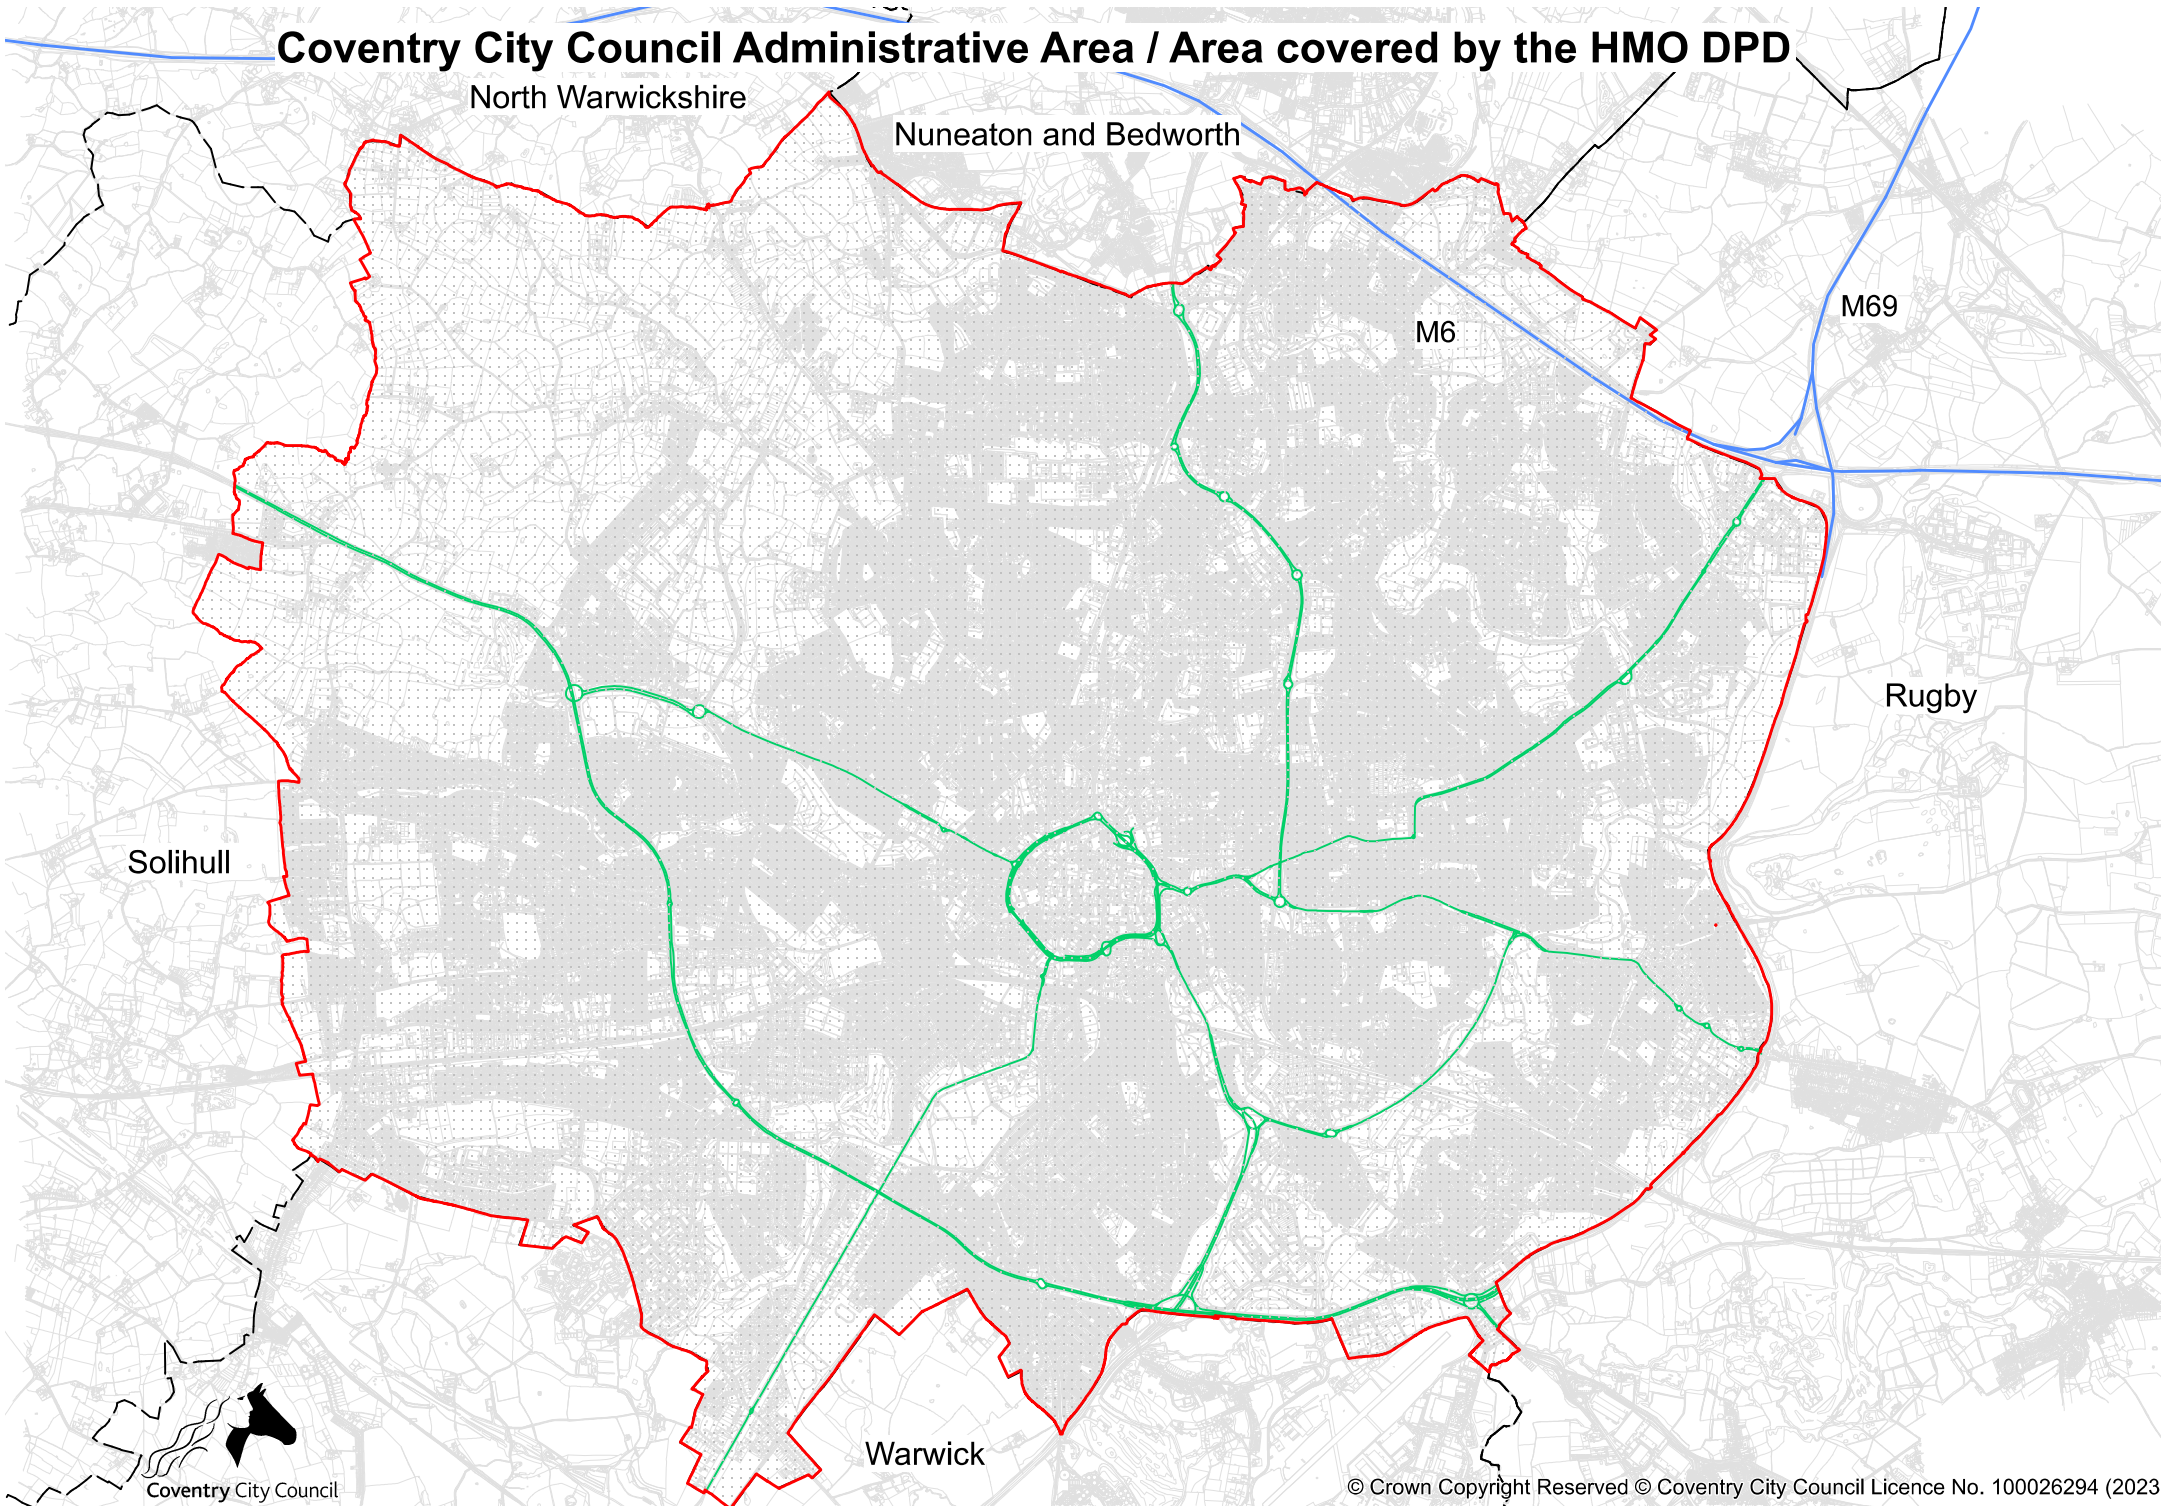 Coventry City Council Administrative Area / Area covered by the HMO DPD
North Warwickshire
Nuneaton and Bedworth
M69
M6
Rugby
Solihull
Warwick
Coventry City Council
© Crown Copyright Reserved © Coventry City Council Licence No. 100026294 (2023